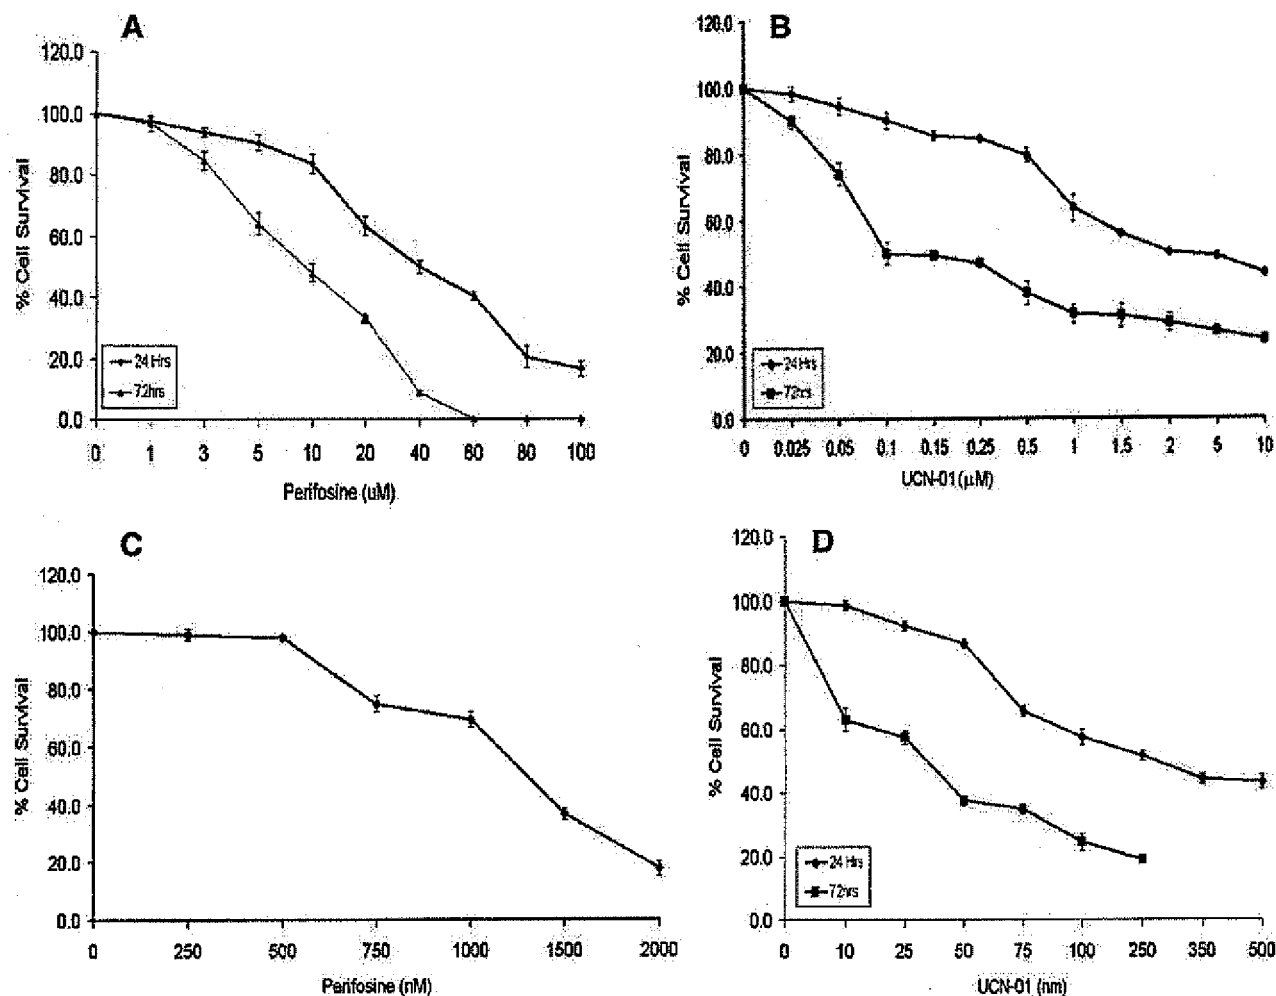 A
120.0
100.0
80.0
60.0
40.0
20.0
0.0
% Cell Survival
24 Hrs
72hrs
0 1 3 5 10 20 40 60 80 100
Perifosine (uM)
B
120.0
100.0
80.0
60.0
40.0
20.0
0.0
% Cell Survival
24 Hrs
72hrs
0 0.025 0.05 0.1 0.15 0.25 0.5 1 1.5 2 5 10
UCN-01 (μM)
C
120.0
100.0
80.0
60.0
40.0
20.0
0.0
% Cell Survival
0 250 500 750 1000 1500 2000
Perifosine (nM)
D
120.0
100.0
80.0
60.0
40.0
20.0
0.0
% Cell Survival
24 Hrs
72hrs
0 10 25 50 75 100 250 350 500
UCN-01 (nm)